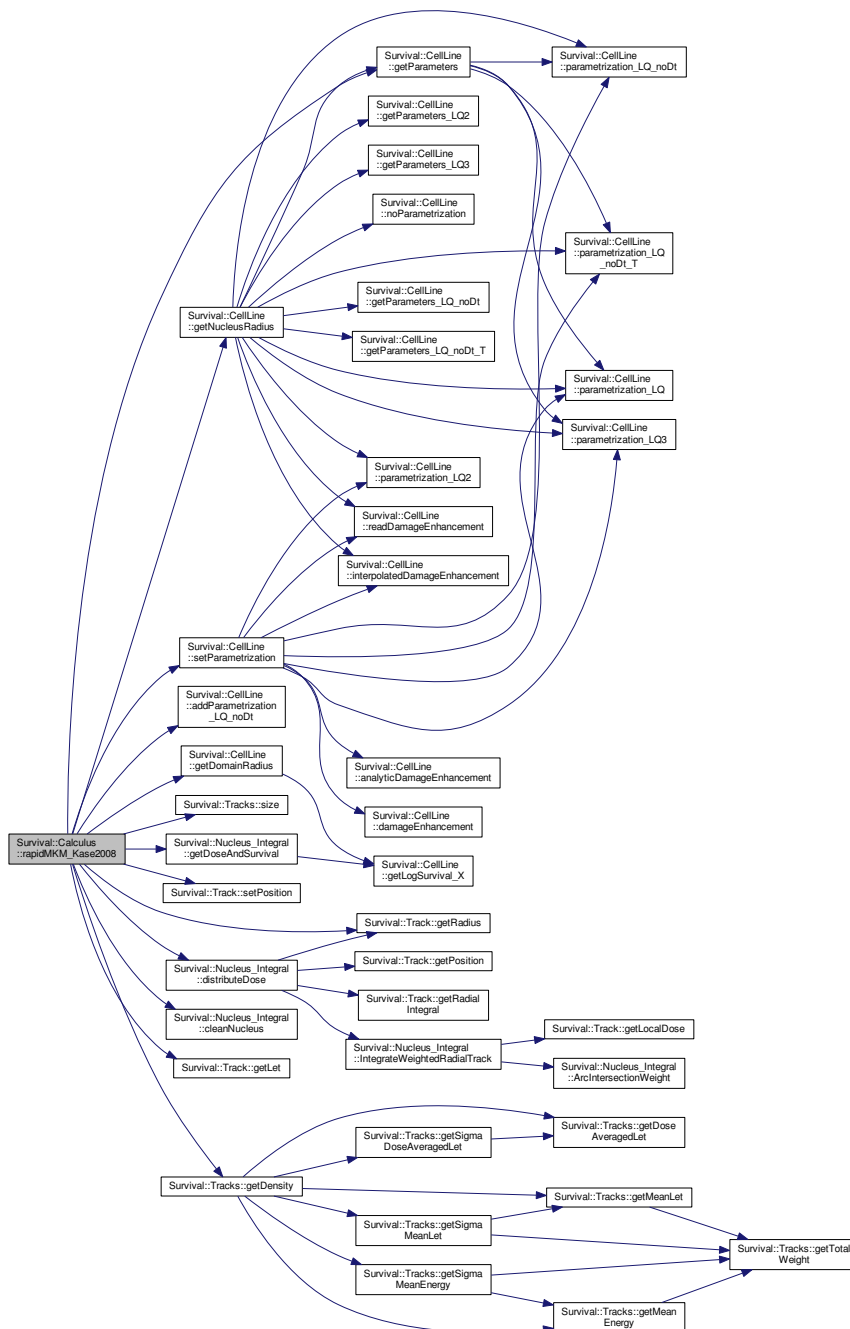 Survival::CellLine
::getParameters
Survival::CellLine
::parametrization_LQ_noDt
Survival::CellLine
::getParameters_LQ2
Survival::CellLine
::getParameters_LQ3
Survival::CellLine
::noParametrization
Survival::CellLine
::parametrization_LQ
_noDt_T
Survival::CellLine
::getParameters_LQ_noDt
Survival::CellLine
::getNucleusRadius
Survival::CellLine
::getParameters_LQ_noDt_T
Survival::CellLine
::parametrization_LQ
Survival::CellLine
::parametrization_LQ3
Survival::CellLine
::parametrization_LQ2
Survival::CellLine
::readDamageEnhancement
Survival::CellLine
::interpolatedDamageEnhancement
Survival::CellLine
::setParametrization
Survival::CellLine
::addParametrization
_LQ_noDt
Survival::CellLine
::getDomainRadius
Survival::CellLine
::analyticDamageEnhancement
Survival::Tracks::size
Survival::CellLine
::damageEnhancement
Survival::Calculus
::rapidMKM_Kase2008
Survival::Nucleus_Integral
::getDoseAndSurvival
Survival::CellLine
::getLogSurvival_X
Survival::Track::setPosition
Survival::Track::getRadius
Survival::Nucleus_Integral
::distributeDose
Survival::Track::getPosition
Survival::Track::getRadial
Integral
Survival::Nucleus_Integral
::cleanNucleus
Survival::Track::getLocalDose
Survival::Nucleus_Integral
::IntegrateWeightedRadialTrack
Survival::Track::getLet
Survival::Nucleus_Integral
::ArcIntersectionWeight
Survival::Tracks::getDose
AveragedLet
Survival::Tracks::getSigma
DoseAveragedLet
Survival::Tracks::getDensity
Survival::Tracks::getMeanLet
Survival::Tracks::getSigma
MeanLet
Survival::Tracks::getTotal
Weight
Survival::Tracks::getSigma
MeanEnergy
Survival::Tracks::getMean
Energy